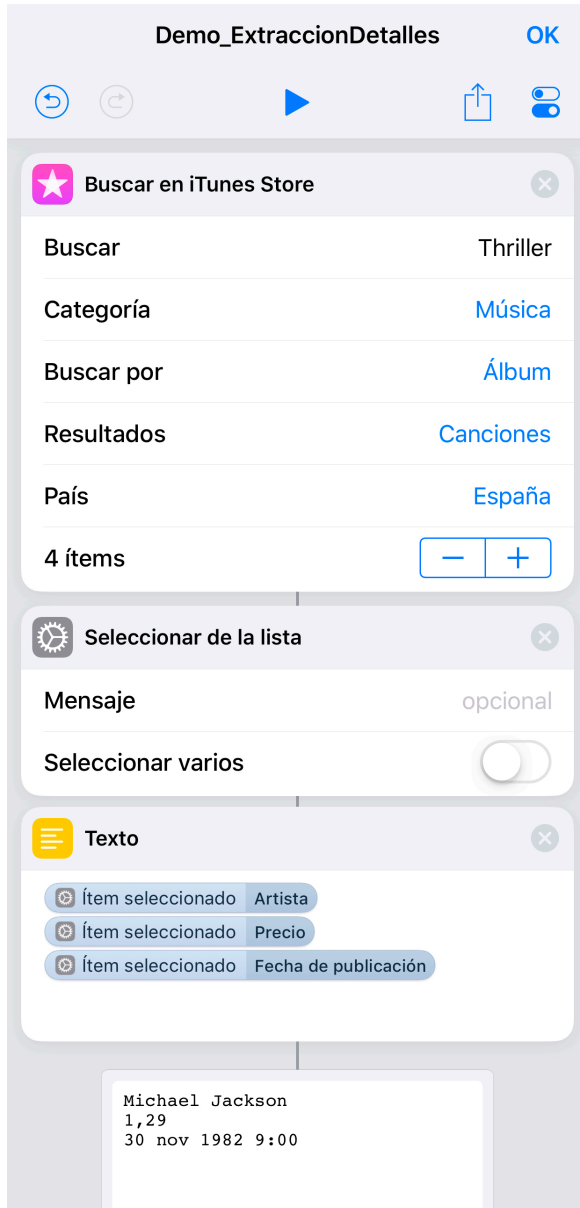 Demo_ExtraccionDetalles OK
Buscar en iTunes Store
Buscar Thriller
Categoría Música
Buscar por Álbum
Resultados Canciones
País España
4 ítems
Seleccionar de la lista
Mensaje opcional
Seleccionar varios
Texto
Ítem seleccionado Artista
Ítem seleccionado Precio
Ítem seleccionado Fecha de publicación
Michael Jackson
1,29
30 nov 1982 9:00